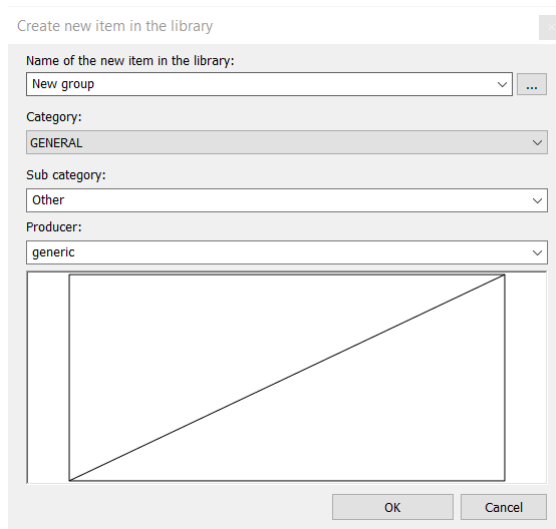 Create new item in the library
Name of the new item in the library:
New group
...
Category:
GENERAL
Sub category:
Other
Producer:
generic
OK Cancel